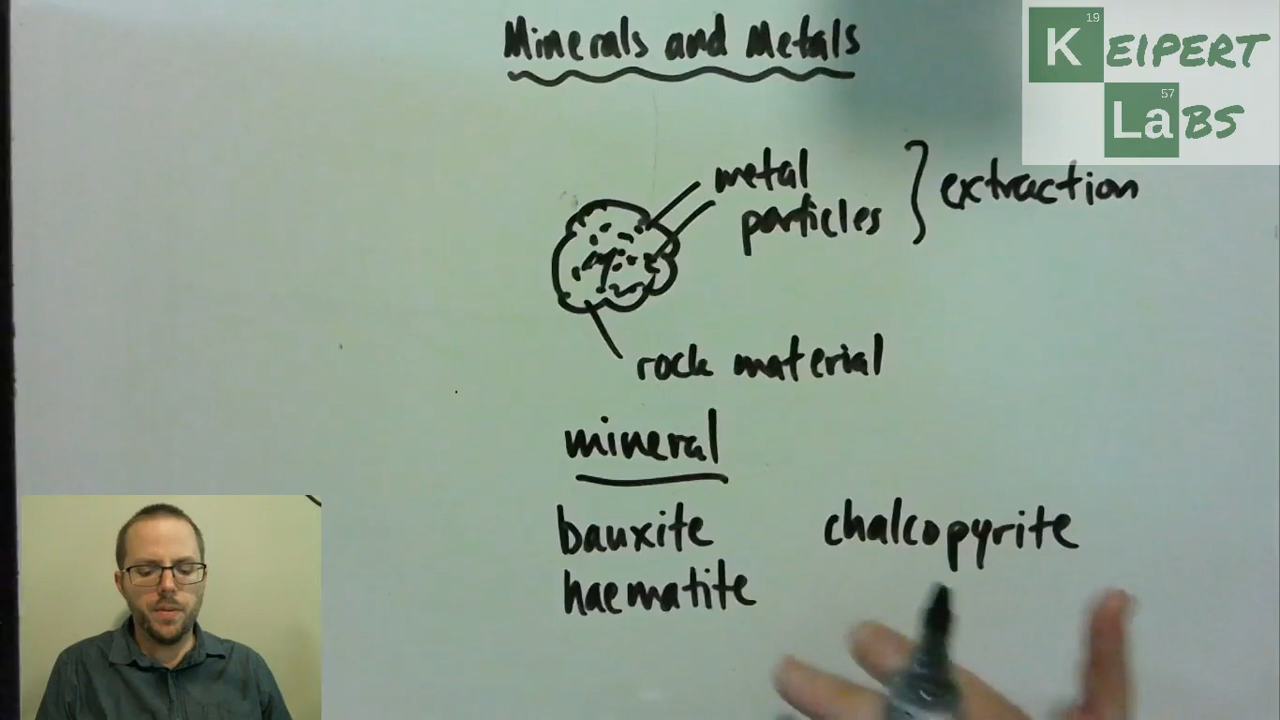 Minerals and Metals
19
KEIPERT
57
LaBS
metal
particles
extraction
rock material
mineral
bauxite chalcopyrite
haematite